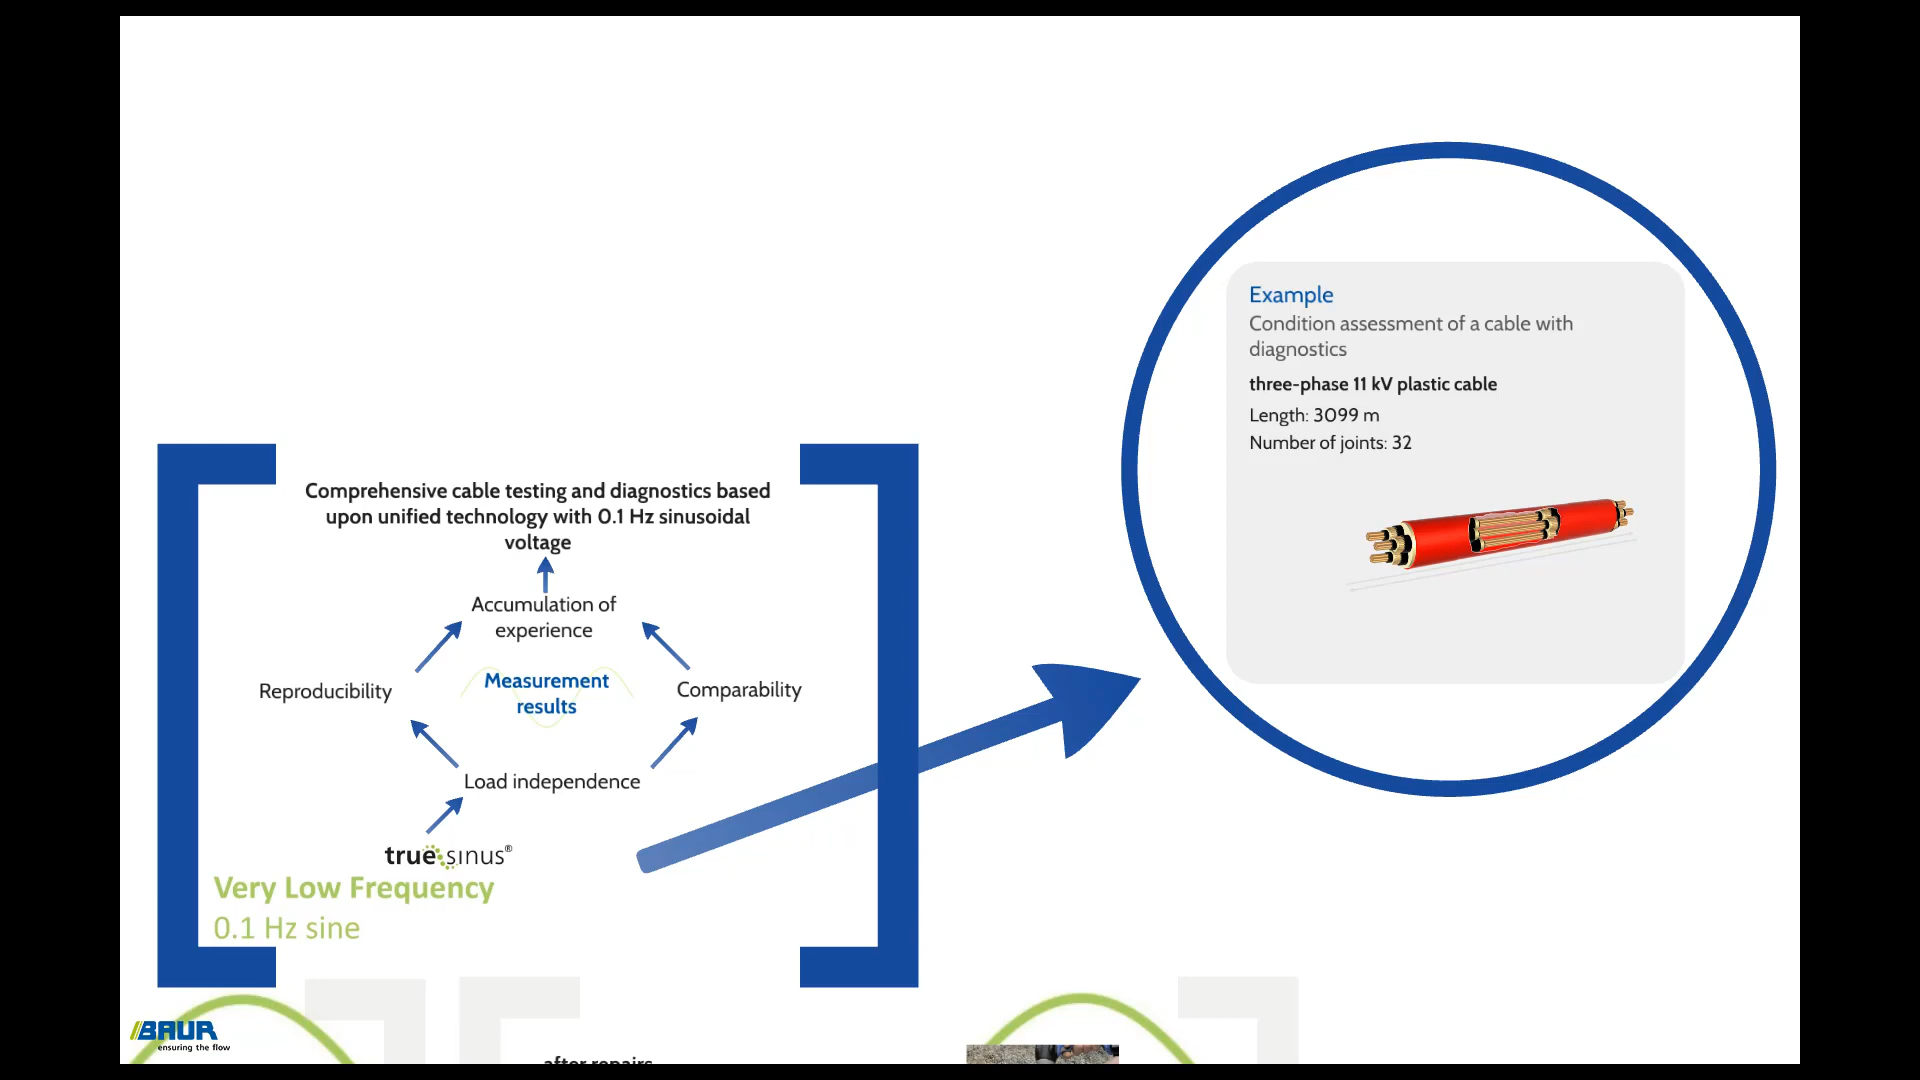 Comprehensive cable testing and diagnostics based
upon unified technology with 0.1 Hz sinusoidal
voltage
Accumulation of
experience
Reproducibility
Measurement
results
Comparability
Load independence
truesinus®
Very Low Frequency
0.1 Hz sine
Example
Condition assessment of a cable with
diagnostics
three-phase 11 kV plastic cable
Length: 3099 m
Number of joints: 32
BAUR
ensuring the flow
after repairs